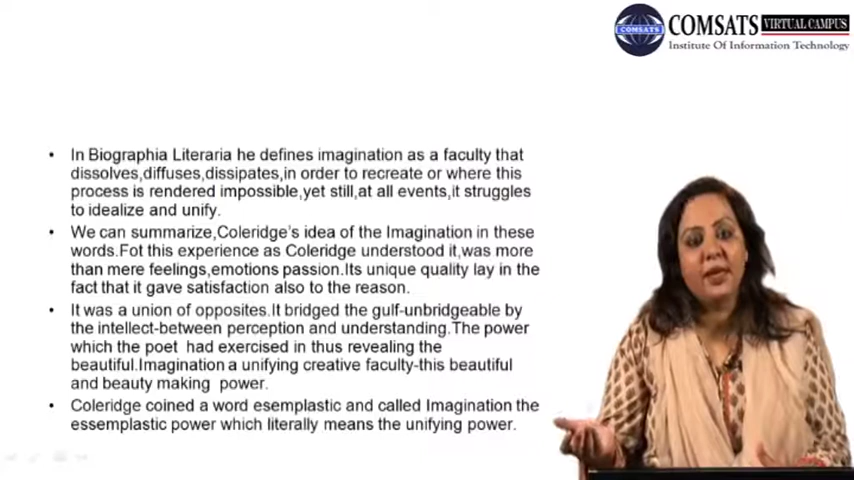 COMSATS
COMSATS VIRTUAL CAMPUS
Institute Of Information Technology
• In Biographia Literaria he defines imagination as a faculty that
dissolves,diffuses,dissipates,in order to recreate or where this
process is rendered impossible,yet still,at all events,it struggles
to idealize and unify.
• We can summarize,Coleridge's idea of the Imagination in these
words.Fot this experience as Coleridge understood it,was more
than mere feelings,emotions passion.Its unique quality lay in the
fact that it gave satisfaction also to the reason.
• It was a union of opposites.It bridged the gulf-unbridgeable by
the intellect-between perception and understanding.The power
which the poet had exercised in thus revealing the
beautiful.Imagination a unifying creative faculty-this beautiful
and beauty making power.
• Coleridge coined a word esemplastic and called Imagination the
essemplastic power which literally means the unifying power.